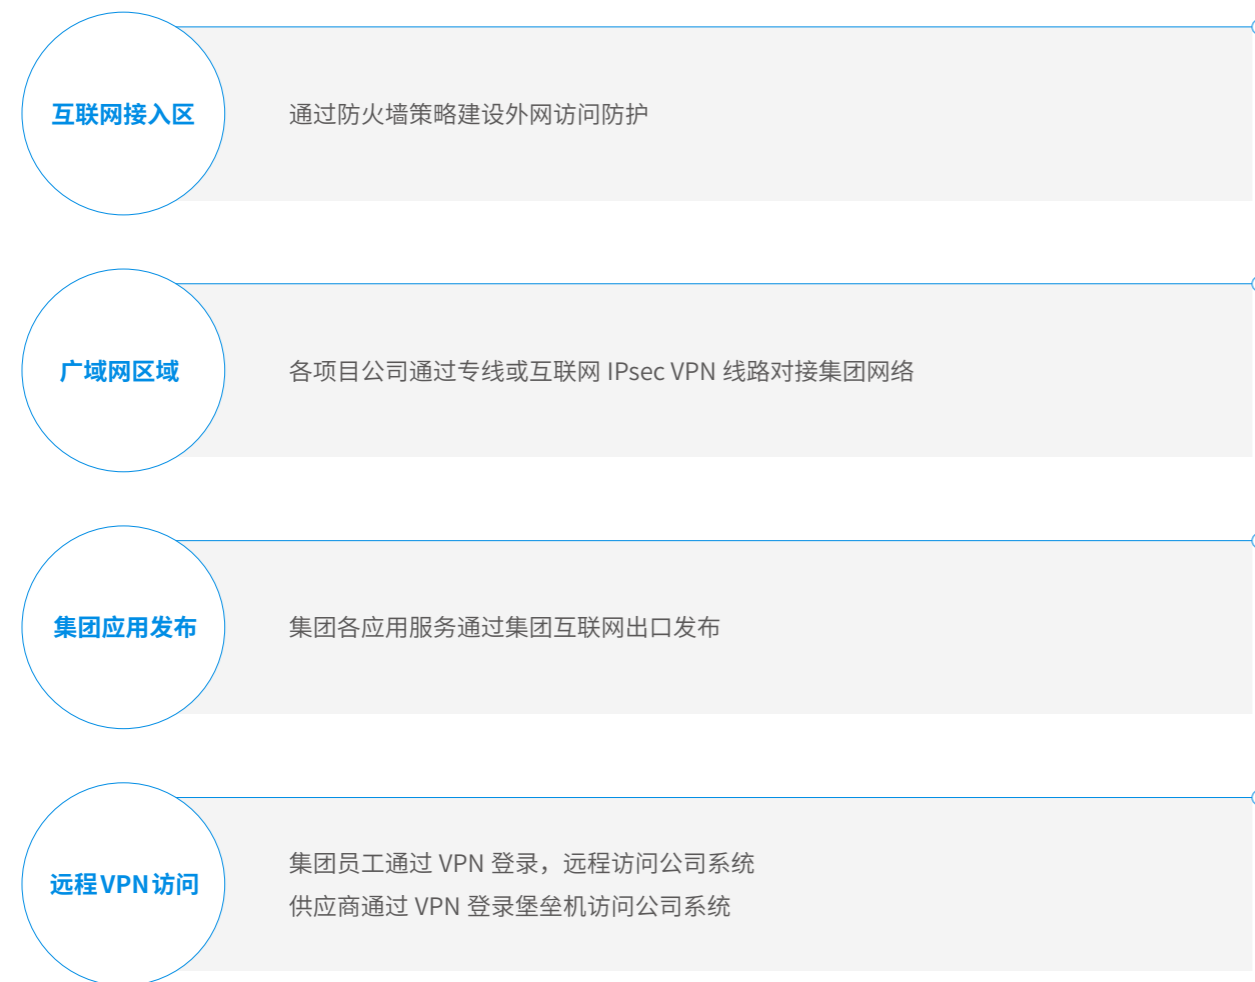 互联网接入区
通过防火墙策略建设外网访问防护
广域网区域
各项目公司通过专线或互联网 IPsec VPN 线路对接集团网络
集团应用发布
集团各应用服务通过集团互联网出口发布
远程VPN访问
集团员工通过 VPN 登录，远程访问公司系统
供应商通过 VPN 登录堡垒机访问公司系统